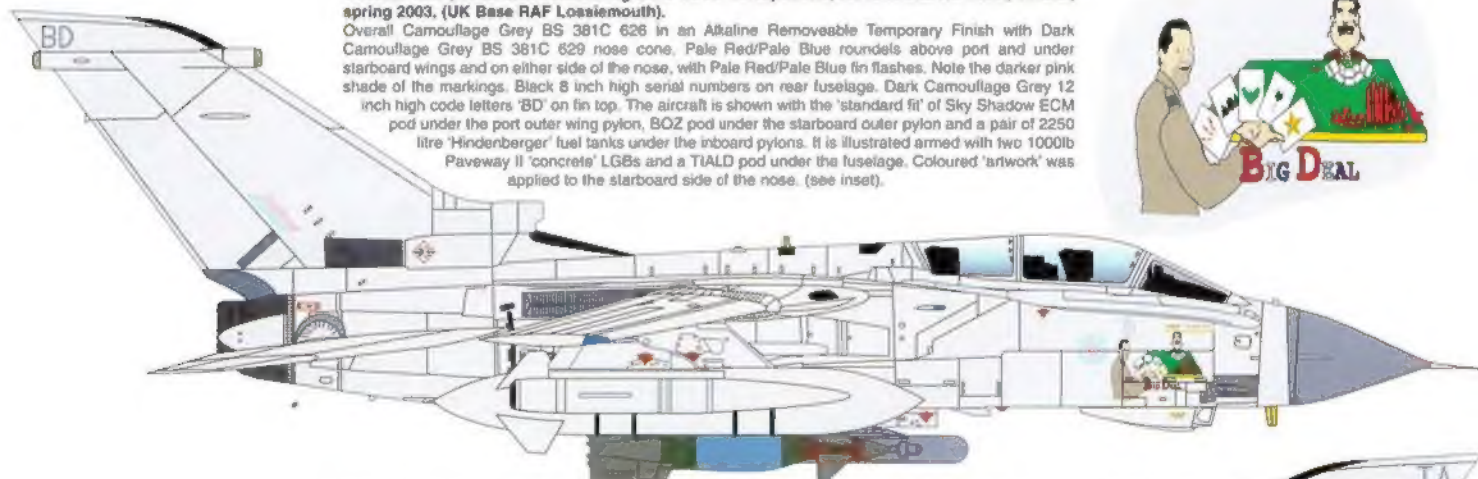 spring 2003. (UK Base RAF Lossiemouth).
Overall Camouflage Grey BS 381C 626 in an Alkaline Removeable Temporary Finish with Dark
Camouflage Grey BS 381C 629 nose cone, Pale Red/Pale Blue roundels above port and under
starboard wings and on either side of the nose, with Pale Red/Pale Blue fin flashes. Note the darker pink
shade of the markings. Black 8 inch high serial numbers on rear fuselage. Dark Camouflage Grey 12
inch high code letters 'BD' on fin top. The aircraft is shown with the 'standard fit' of Sky Shadow ECM
pod under the port outer wing pylon, BOZ pod under the starboard outer pylon and a pair of 2250
litre 'Hindenberger' fuel tanks under the inboard pylons. It is illustrated armed with two 1000lb
Paveway II 'concrete' LGBs and a TIALD pod under the fuselage. Coloured 'artwork' was
applied to the starboard side of the nose. (see inset).
BD
BIG DEAL
BIG DEAL
TA